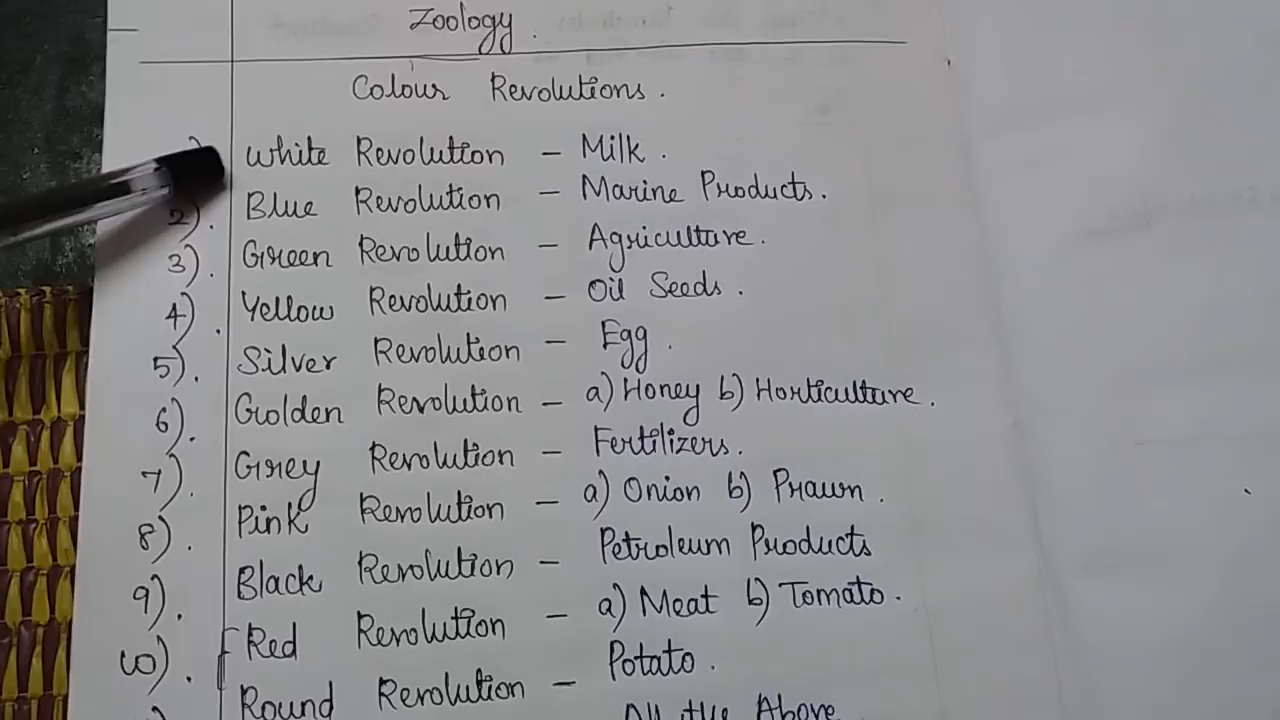 Zoology.
Colour Revolutions.
White Revolution - Milk.
2). Blue Revolution - Marine Products.
3). Green Revolution - Agriculture.
4). Yellow Revolution - Oil Seeds.
5). Silver Revolution - Egg.
6). Golden Revolution - a) Honey b) Horticulture.
7). Grey Revolution - Fertilizers.
8). Pink Revolution - a) Onion b) Prawn.
9). Black Revolution - Petroleum Products
10). Red Revolution - a) Meat b) Tomato.
Round Revolution - Potato.
All the Above